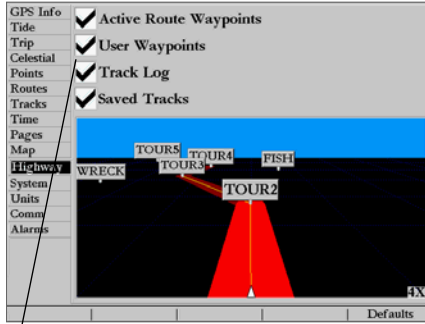 GPS Info
Tide
Trip
Celestial
Points
Routes
Tracks
Time
Pages
Map
Highway
System
Units
Comm
Alarms
Active Route Waypoints
User Waypoints
Track Log
Saved Tracks
TOUR5
TOUR4
TOUR3
FISH
WRECK
TOUR2
4X
Defaults